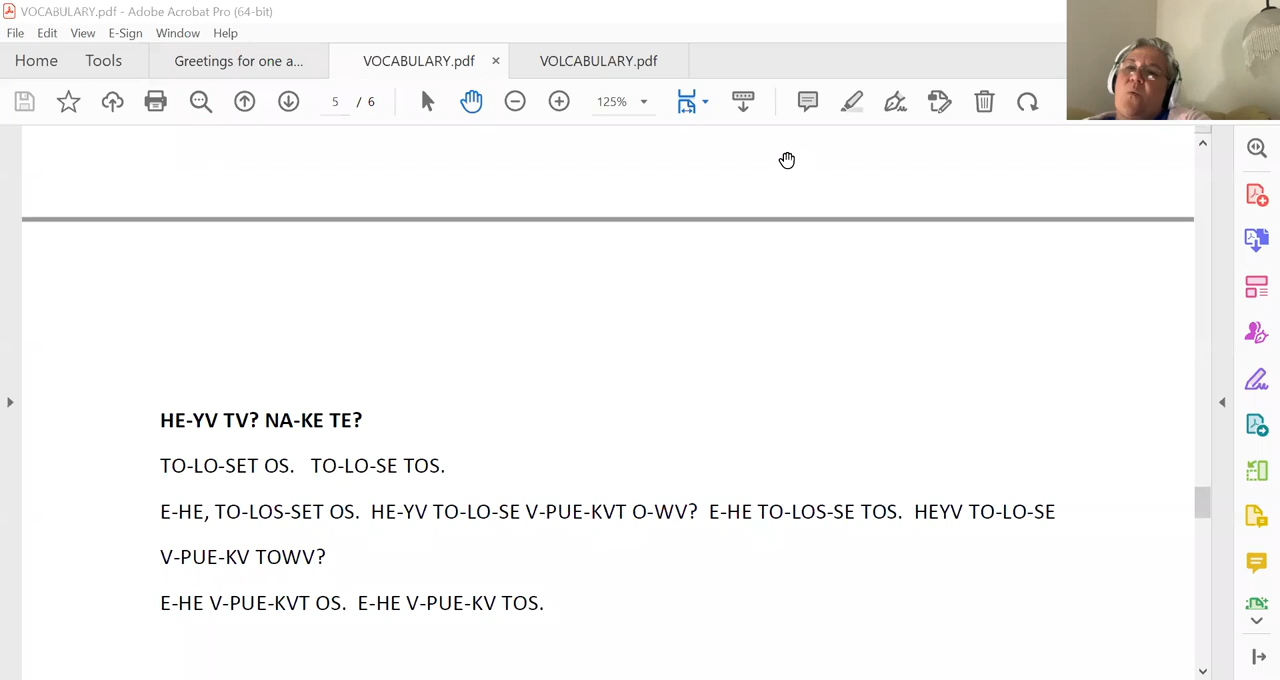 VOCABULARY.pdf - Adobe Acrobat Pro (64-bit)
File Edit View E-Sign Window Help
Home Tools Greetings for one a... VOCABULARY.pdf × VOLCABULARY.pdf
5 / 6 125%
HE-YV TV? NA-KE TE?
TO-LO-SET OS. TO-LO-SE TOS.
E-HE, TO-LOS-SET OS. HE-YV TO-LO-SE V-PUE-KVT O-WV? E-HE TO-LOS-SE TOS. HEYV TO-LO-SE
V-PUE-KV TOWV?
E-HE V-PUE-KVT OS. E-HE V-PUE-KV TOS.